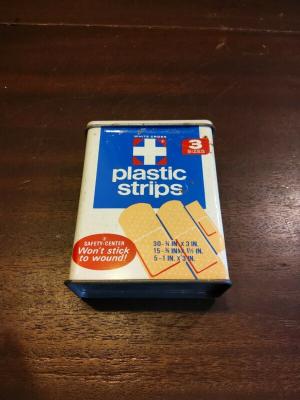 WHITE CROSS
3
SIZES
plastic
strips
SAFETY-CENTER
Won't stick
to wound!
30-¾ IN. X 3 IN.
15-⅜ IN. X 1½ IN.
5-1 IN. X 3 IN.